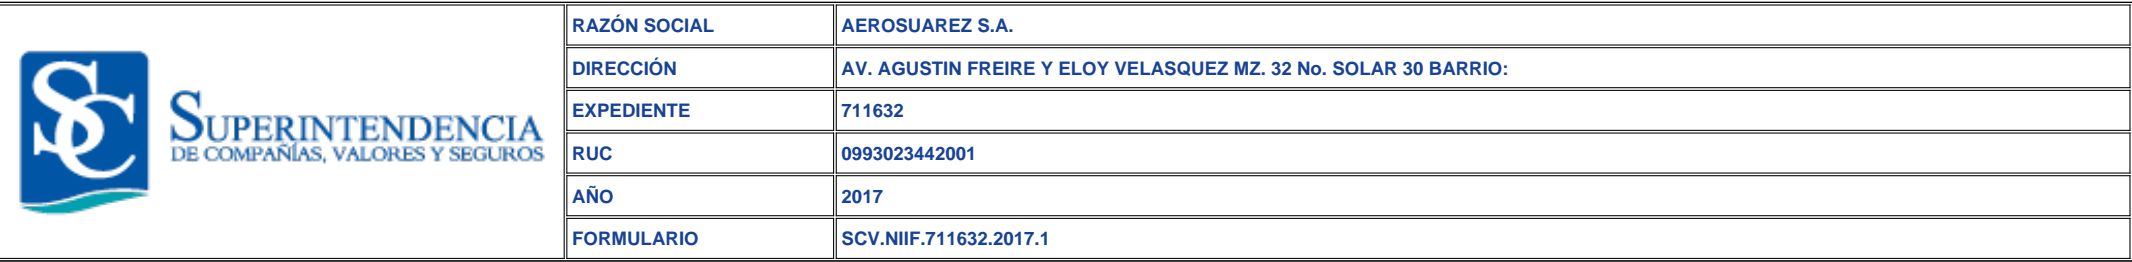 SC
SUPERINTENDENCIA
DE COMPAÑÍAS, VALORES Y SEGUROS
RAZÓN SOCIAL AEROSUAREZ S.A.
DIRECCIÓN AV. AGUSTIN FREIRE Y ELOY VELASQUEZ MZ. 32 No. SOLAR 30 BARRIO:
EXPEDIENTE 711632
RUC 0993023442001
AÑO 2017
FORMULARIO SCV.NIIF.711632.2017.1